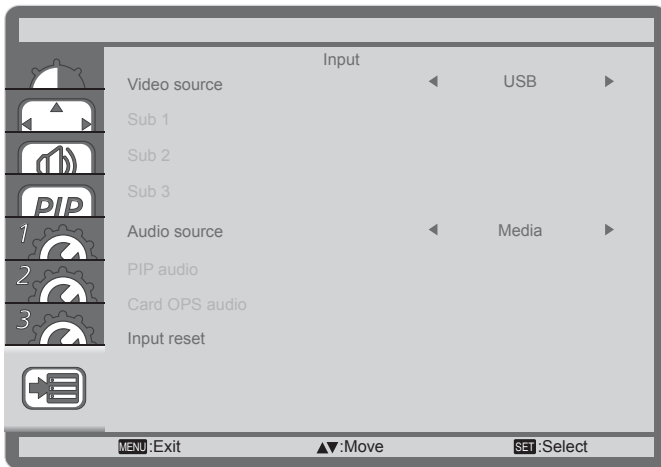 Input
Video source USB
Sub 1
Sub 2
Sub 3
PIP
Audio source Media
1
PIP audio
2
Card OPS audio
3
Input reset
MENU:Exit ▲▼:Move SET:Select